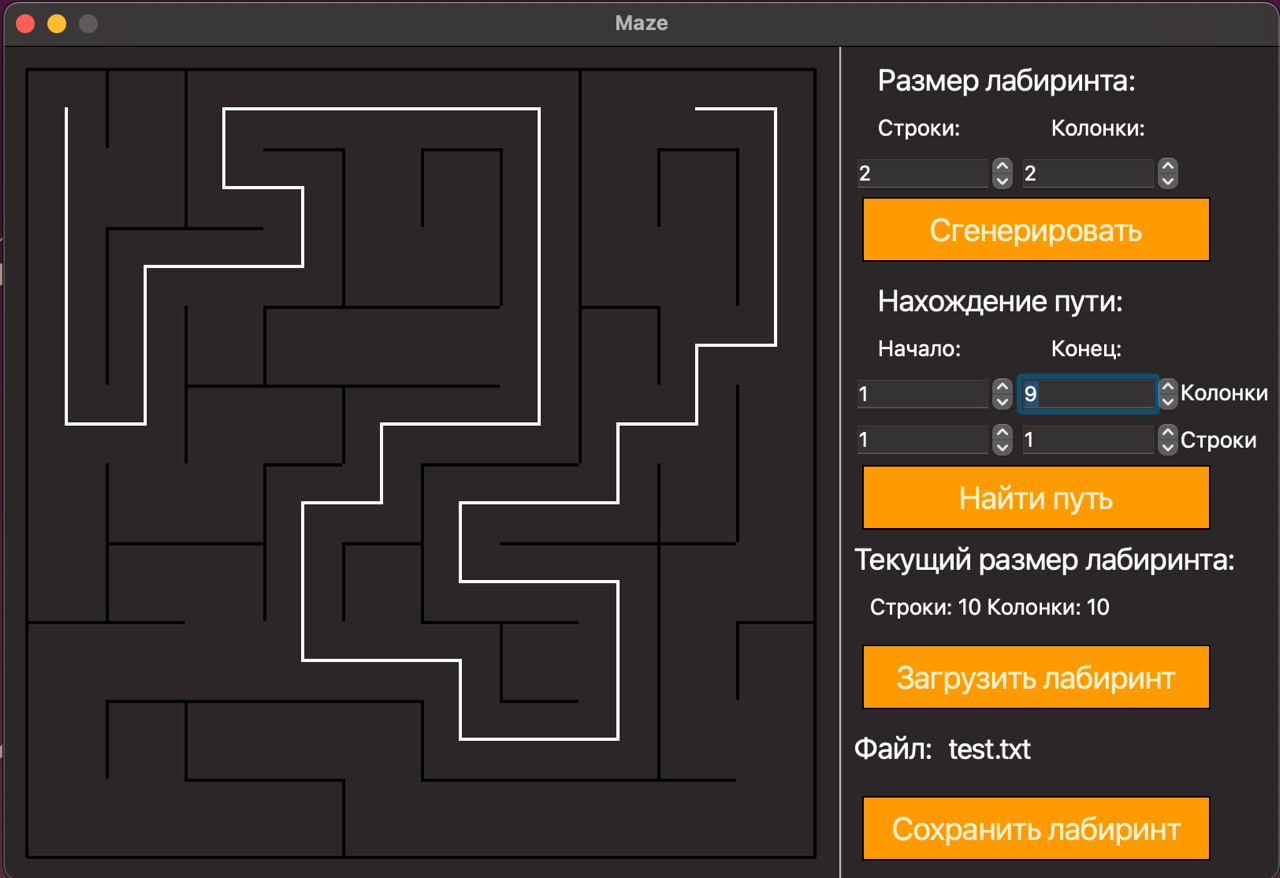 Maze
Размер лабиринта:
Строки: Колонки:
2 2
Сгенерировать
Нахождение пути:
Начало: Конец:
1 9 Колонки
1 1 Строки
Найти путь
Текущий размер лабиринта:
Строки: 10 Колонки: 10
Загрузить лабиринт
Файл: test.txt
Сохранить лабиринт